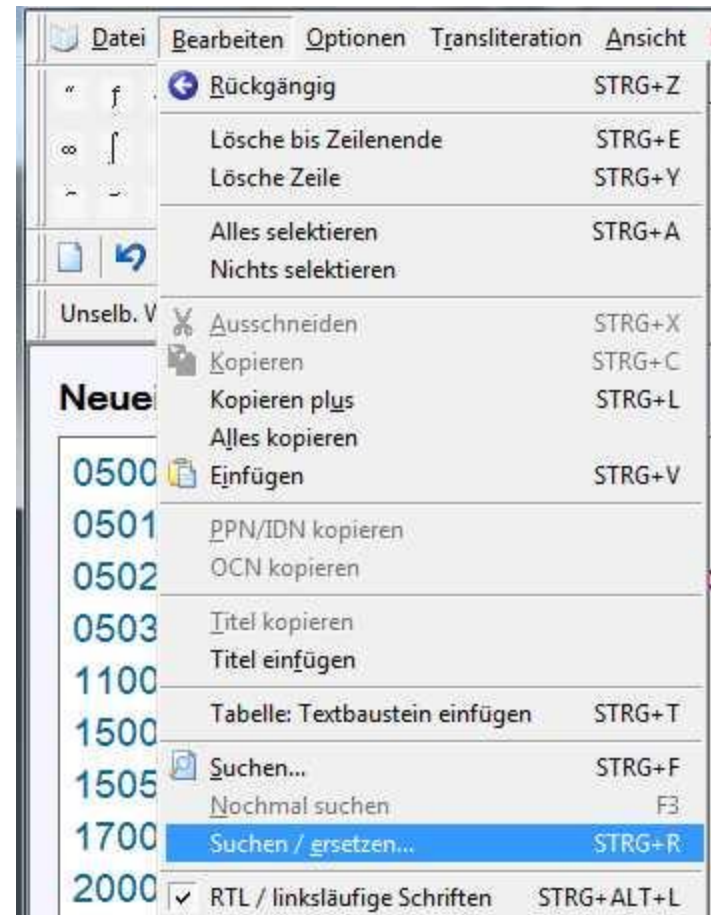 Datei Bearbeiten Optionen Transliteration Ansicht
Rückgängig STRG+Z
Lösche bis Zeilenende STRG+E
Lösche Zeile STRG+Y
Alles selektieren STRG+A
Nichts selektieren
Unselb.
Ausschneiden STRG+X
Kopieren STRG+C
Kopieren plus STRG+L
Alles kopieren
Einfügen STRG+V
PPN/IDN kopieren
OCN kopieren
Titel kopieren
Titel einfügen
Tabelle: Textbaustein einfügen STRG+T
Suchen... STRG+F
Nochmal suchen F3
Suchen / ersetzen... STRG+R
RTL / linksläufige Schriften STRG+ALT+L
0500
0501
0502
0503
1100
1500
1505
1700
2000